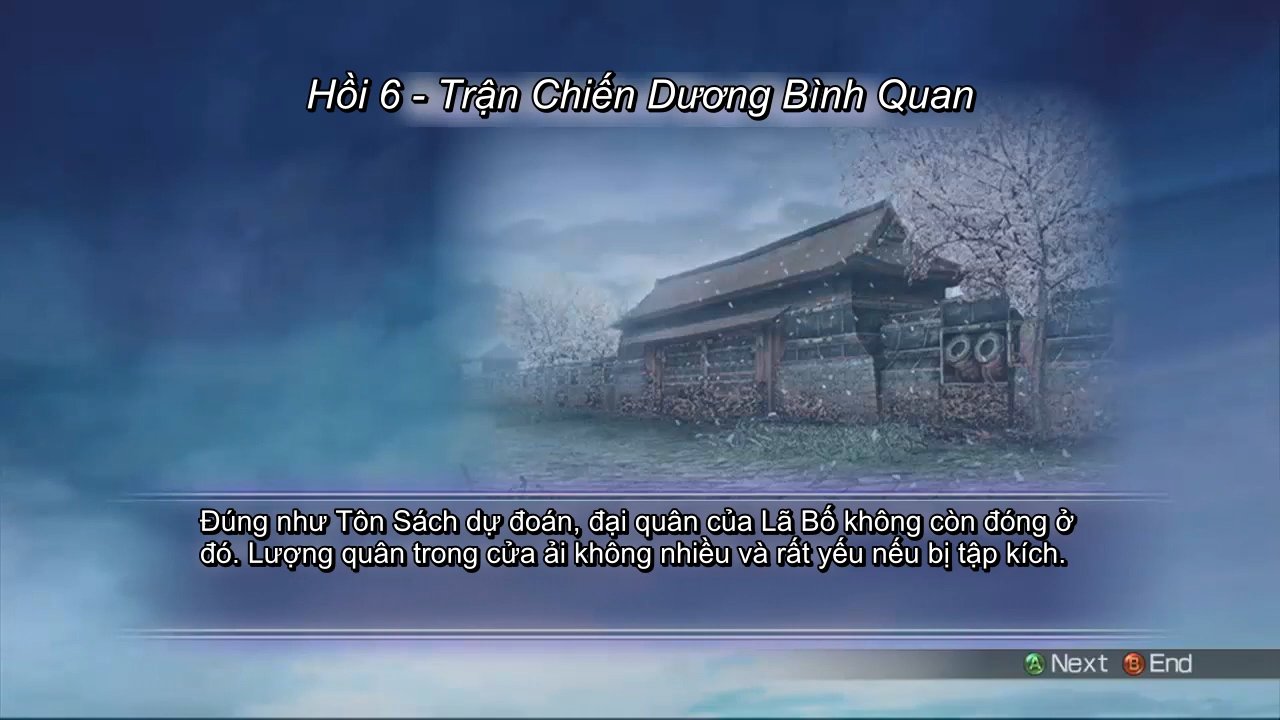 Hồi 6 - Trận Chiến Dương Bình Quan
Đúng như Tôn Sách dự đoán, đại quân của Lã Bố không còn đóng ở
đó. Lượng quân trong cửa ải không nhiều và rất yếu nếu bị tập kích.
A Next B End